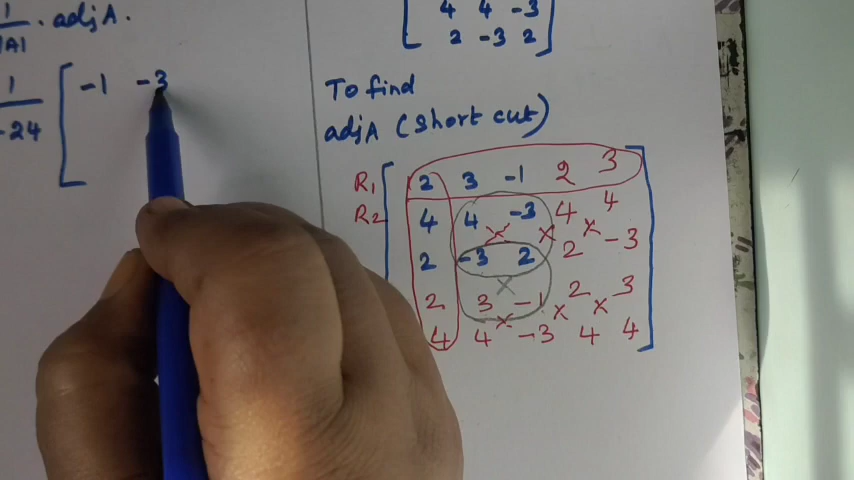 1
|A| . adj A.
1
-24 [ -1 -3
4 4 -3
2 -3 2
To find
adj A (Short cut)
R1 2 3 -1 2 3
R2 4 4 -3 4 4
2 -3 2 2 -3
2 3 -1 2 3
4 4 -3 4 4